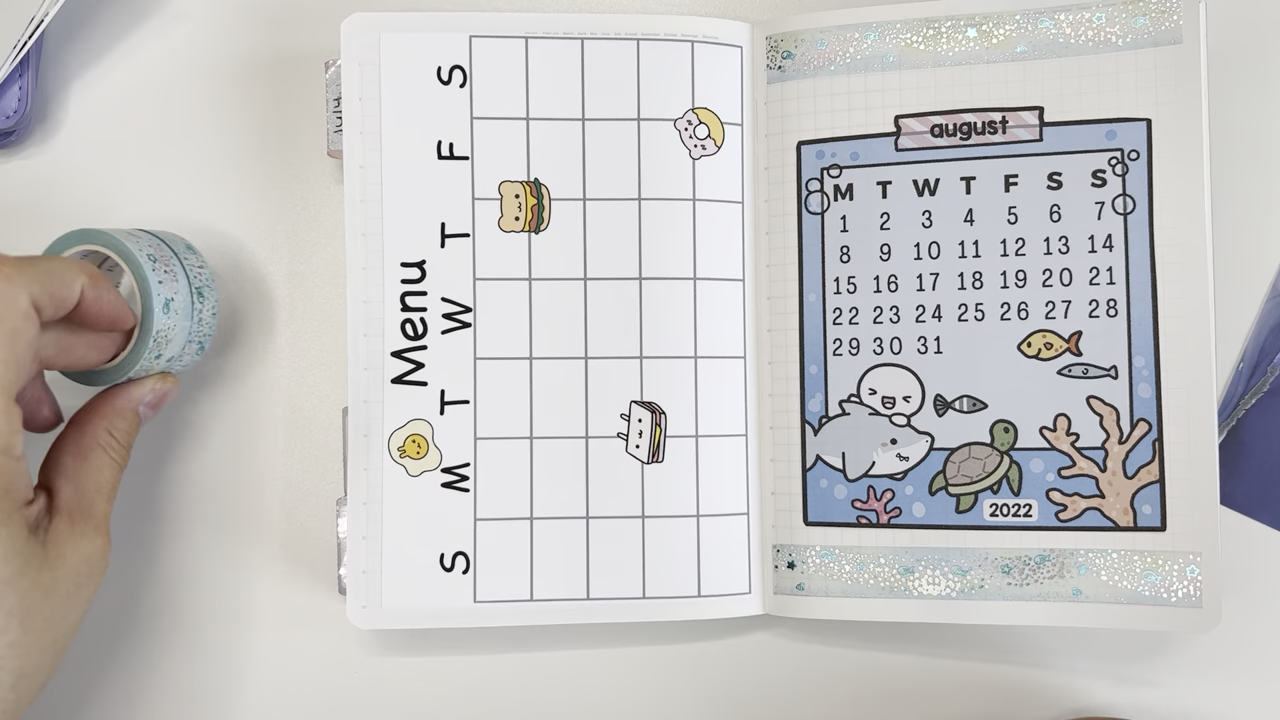 Menu
S M T W T F S
august
M T W T F S S
1 2 3 4 5 6 7
8 9 10 11 12 13 14
15 16 17 18 19 20 21
22 23 24 25 26 27 28
29 30 31
2022